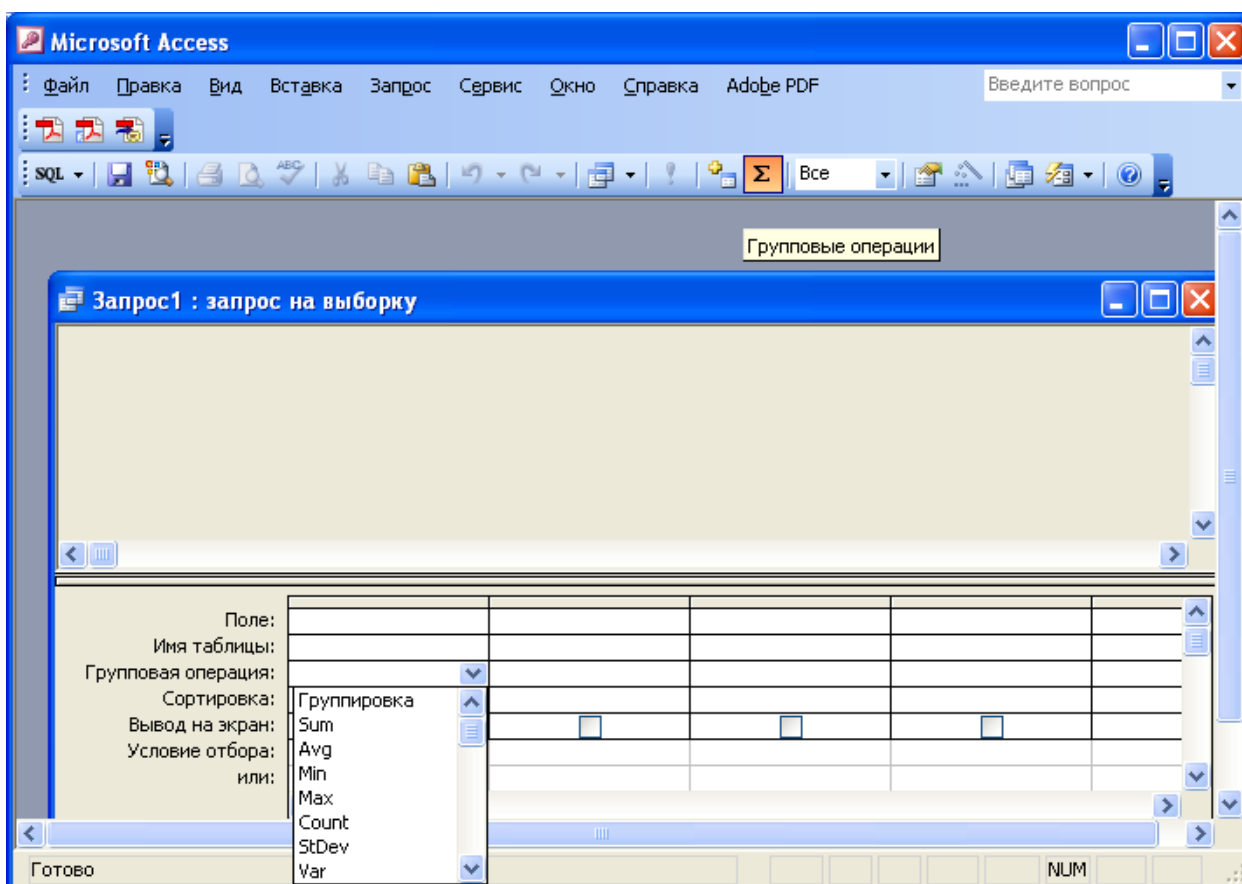 Microsoft Access
Файл Правка Вид Вставка Запрос Сервис Окно Справка Adobe PDF Введите вопрос
SQL ABC Σ Все
Групповые операции
Запрос1 : запрос на выборку
Поле:
Имя таблицы:
Групповая операция:
Сортировка: Группировка
Вывод на экран: Sum
Условие отбора: Avg
или: Min
Max
Count
StDev
Var
Готово NUM